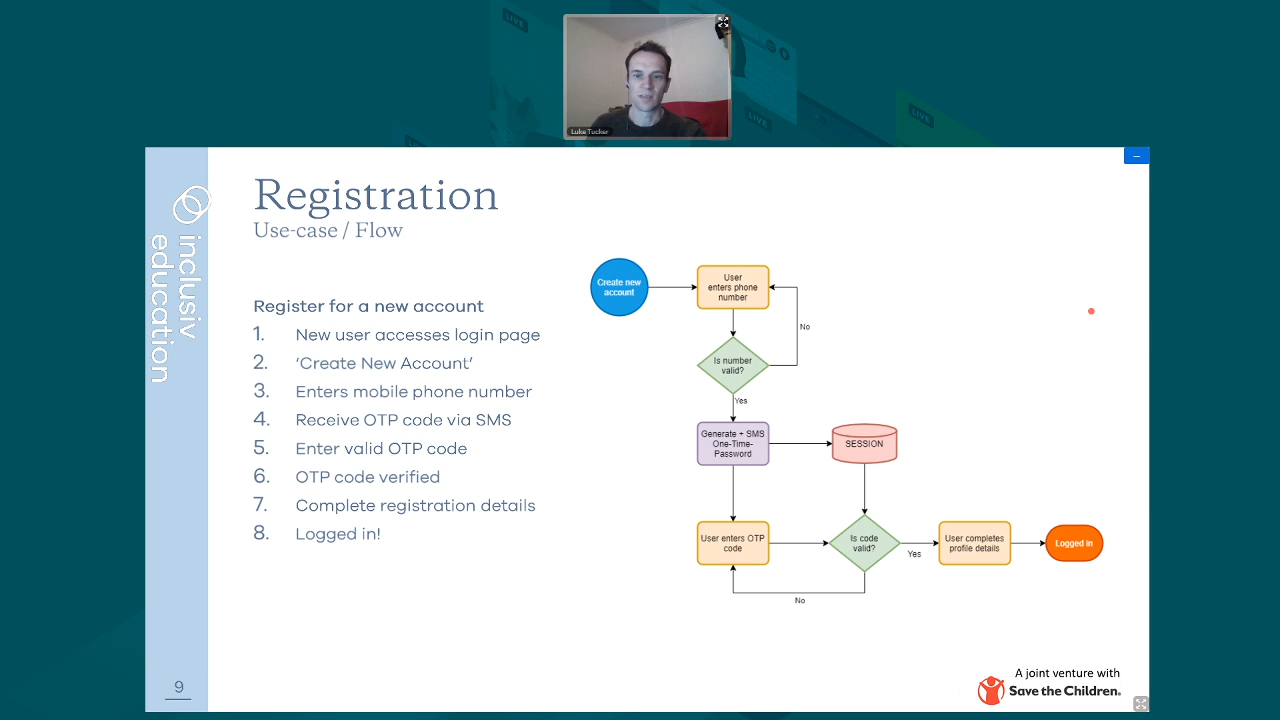 LIVE
LIVE
LIVE
Luke Tucker
inclusiv
education
Registration
Use-case / Flow
Register for a new account
1. New user accesses login page
2. ‘Create New Account’
3. Enters mobile phone number
4. Receive OTP code via SMS
5. Enter valid OTP code
6. OTP code verified
7. Complete registration details
8. Logged in!
Create new
account
User
enters phone
number
No
Is number
valid?
Yes
Generate + SMS
One-Time-
Password
SESSION
User enters OTP
code
Is code
valid?
Yes
User completes
profile details
Logged in
No
9
A joint venture with
Save the Children.